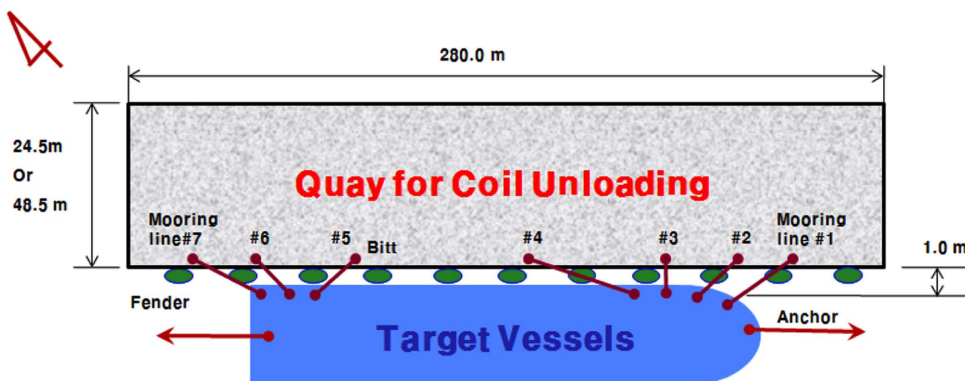 280.0 m
24.5m
Or
48.5 m
Quay for Coil Unloading
Mooring
line#7
#6
#5
Bitt
#4
#3
#2
Mooring
line #1
1.0 m
Fender
Anchor
Target Vessels